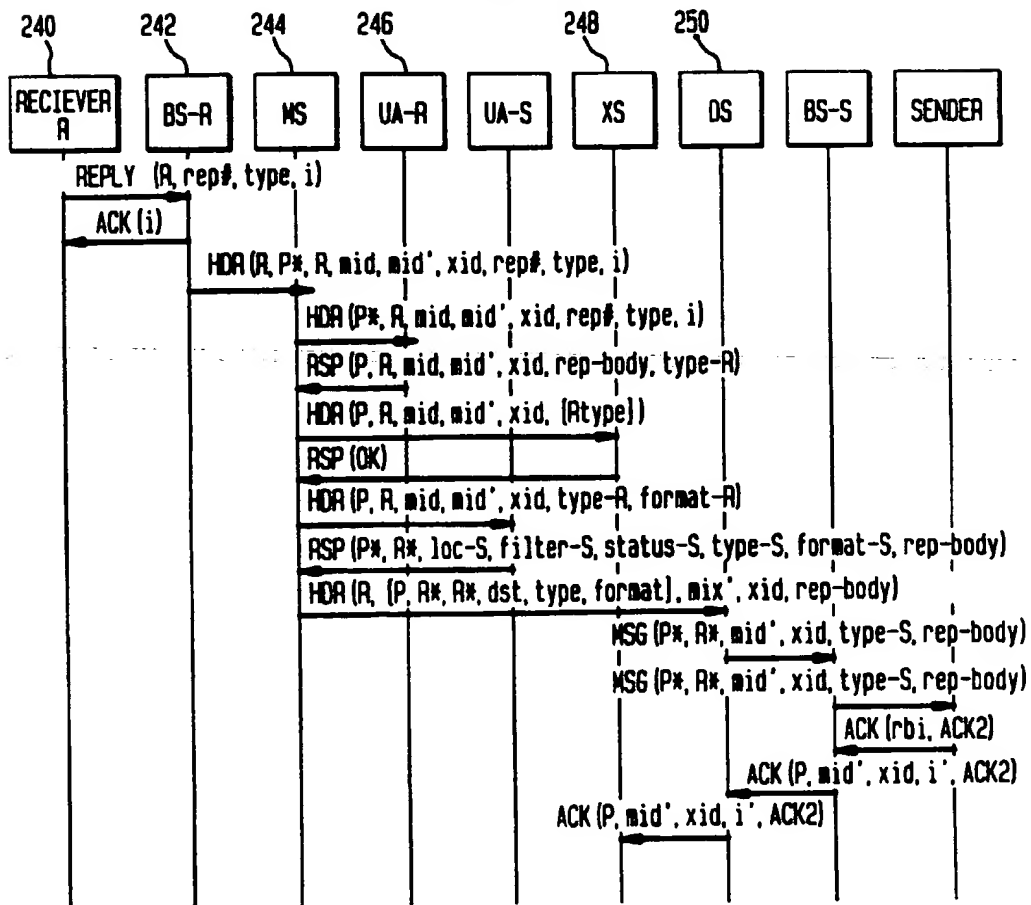 240 242 244 246 248 250
RECIEVER R BS-R MS UA-R UA-S XS DS BS-S SENDER
REPLY (R, rep#, type, i)
ACK (i)
HDR (R, P*, R, mid, mid', xid, rep#, type, i)
HDR (P*, R, mid, mid', xid, rep#, type, i)
RSP (P, R, mid, mid', xid, rep-body, type-R)
HDR (P, R, mid, mid', xid, [Rtype])
RSP (OK)
HDR (P, R, mid, mid', xid, type-R, format-R)
RSP (P*, R*, loc-S, filter-S, status-S, type-S, format-S, rep-body)
HDR (R, [P, R*, R*, dst, type, format], mix', xid, rep-body)
MSG (P*, R*, mid', xid, type-S, rep-body)
MSG (P*, R*, mid', xid, type-S, rep-body)
ACK (rbi, ACK2)
ACK (P, mid', xid, i', ACK2)
ACK (P, mid', xid, i', ACK2)